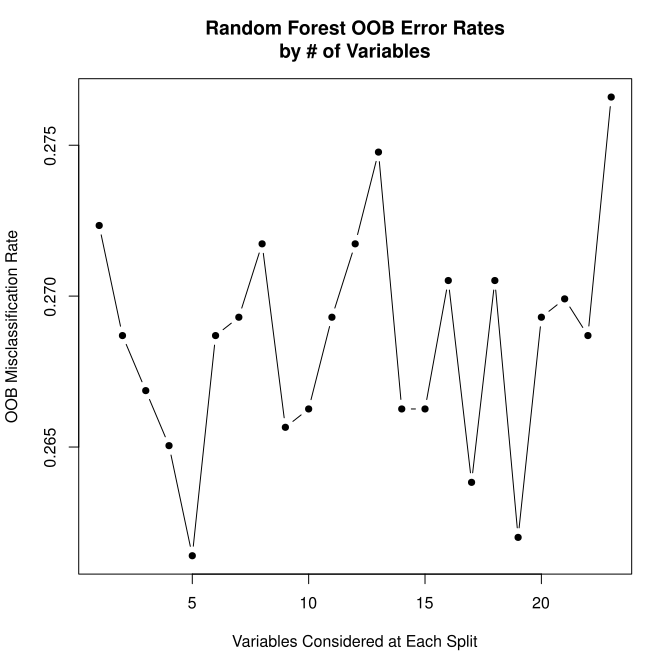 Random Forest OOB Error Rates
by # of Variables
OOB Misclassification Rate
0.275
0.270
0.265
5 10 15 20
Variables Considered at Each Split